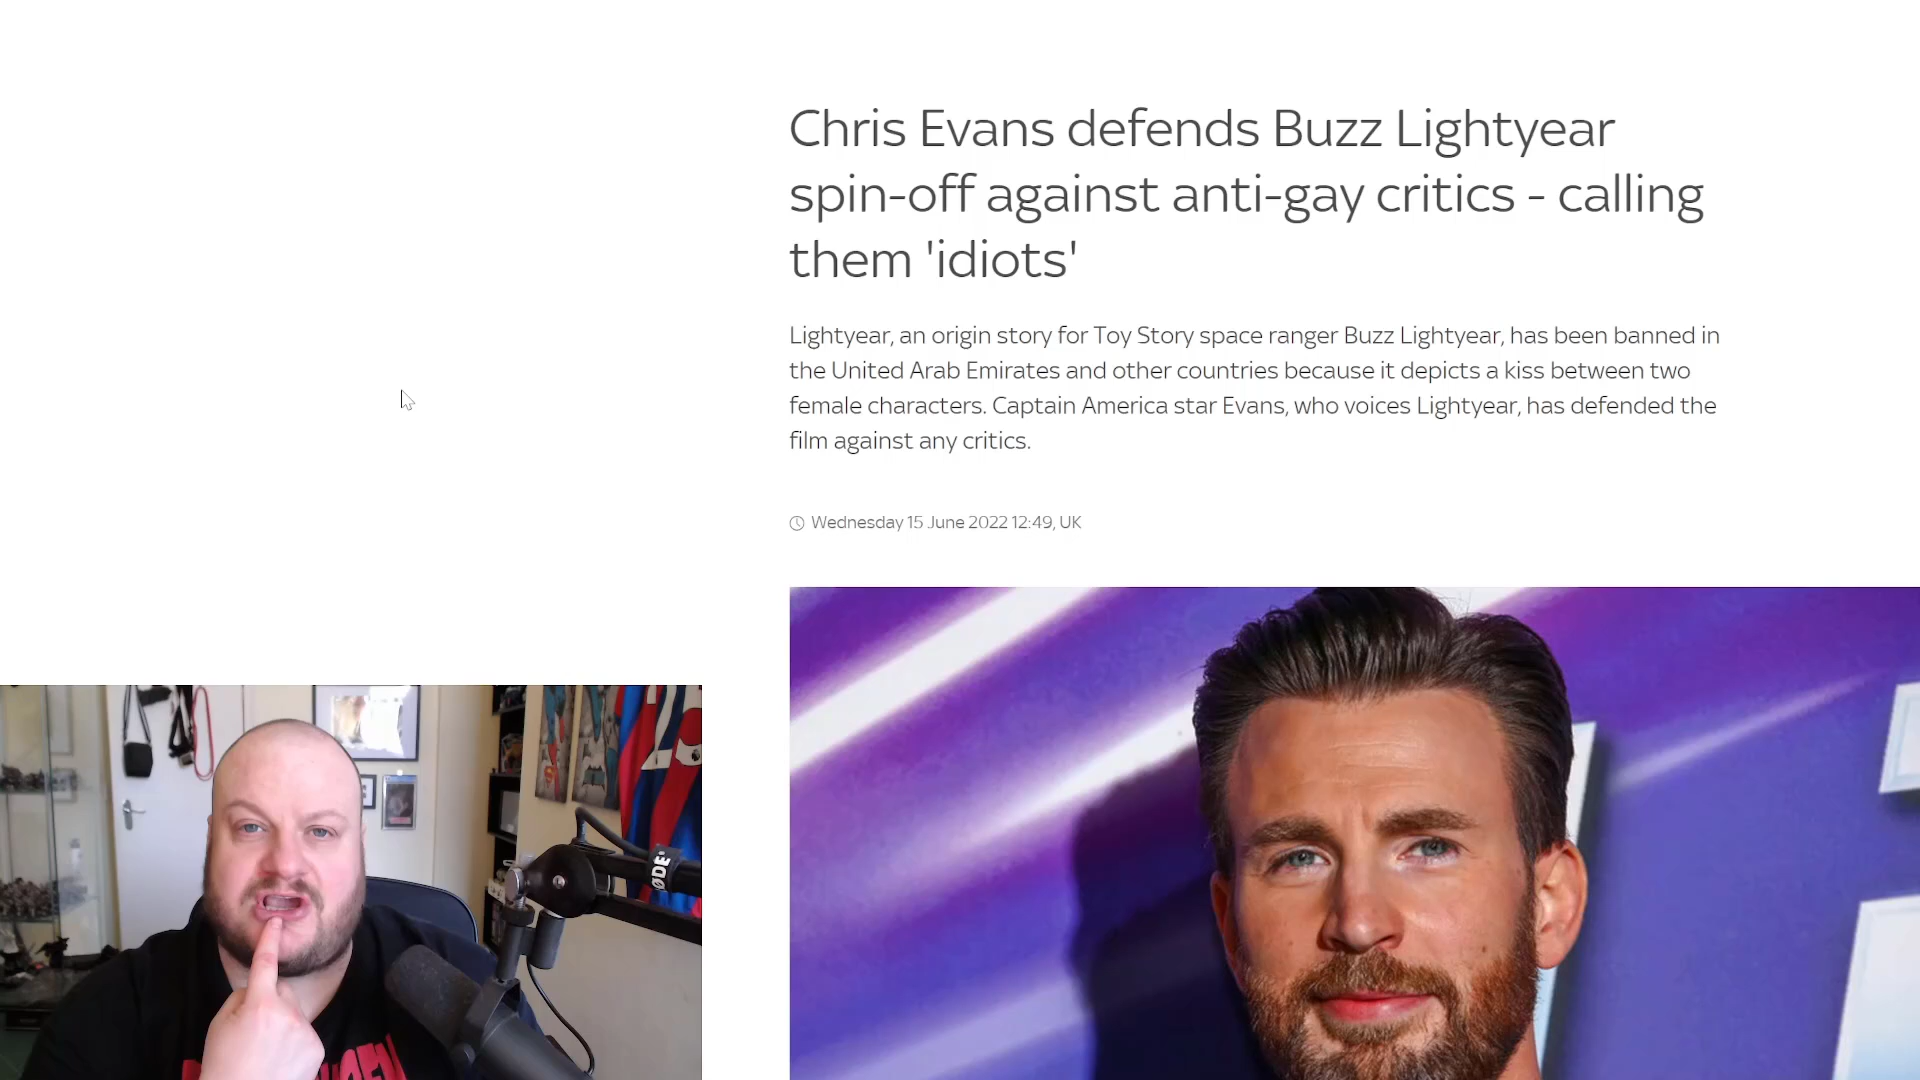 Chris Evans defends Buzz Lightyear
spin-off against anti-gay critics - calling
them 'idiots'
Lightyear, an origin story for Toy Story space ranger Buzz Lightyear, has been banned in
the United Arab Emirates and other countries because it depicts a kiss between two
female characters. Captain America star Evans, who voices Lightyear, has defended the
film against any critics.
Wednesday 15 June 2022 12:49, UK
RØDE